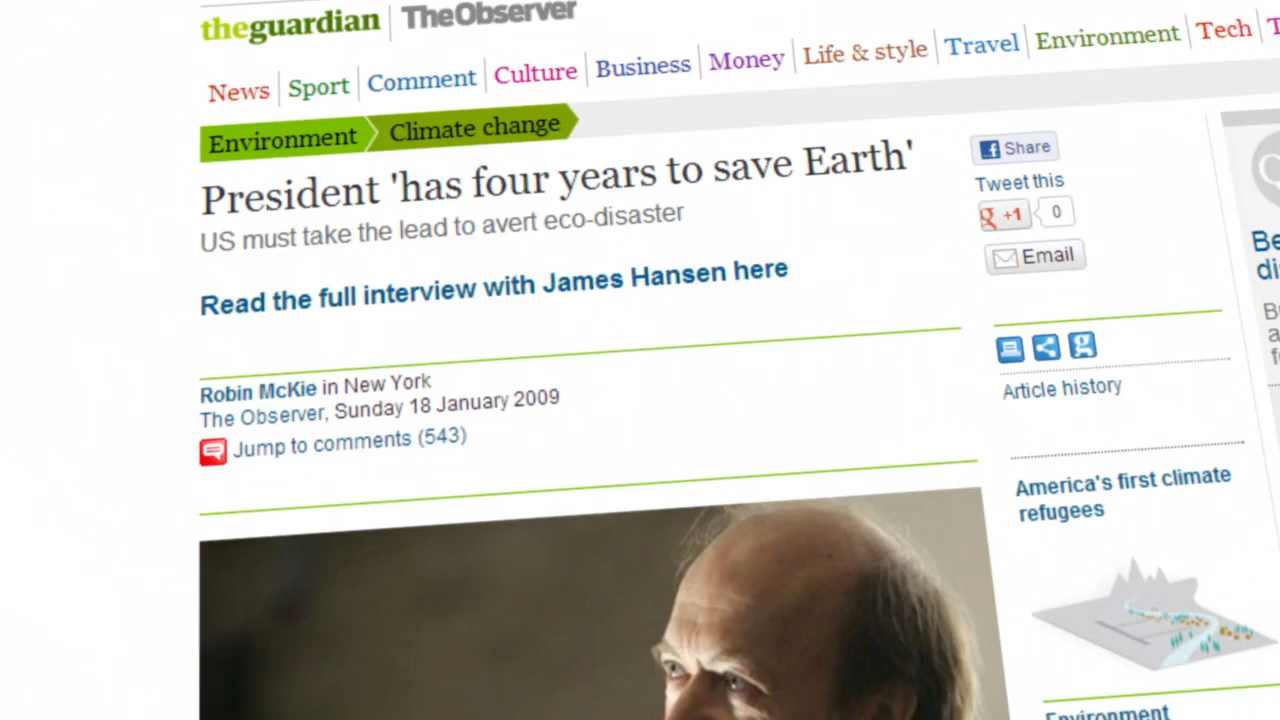 theguardian | TheObserver
News
Sport
Comment
Culture
Business
Money
Life & style
Travel
Environment
Tech
Environment
Climate change
President 'has four years to save Earth'
US must take the lead to avert eco-disaster
Read the full interview with James Hansen here
Robin McKie in New York
The Observer, Sunday 18 January 2009
Jump to comments (543)
Share
Tweet this
+1
0
Email
Article history
America's first climate
refugees
Environment